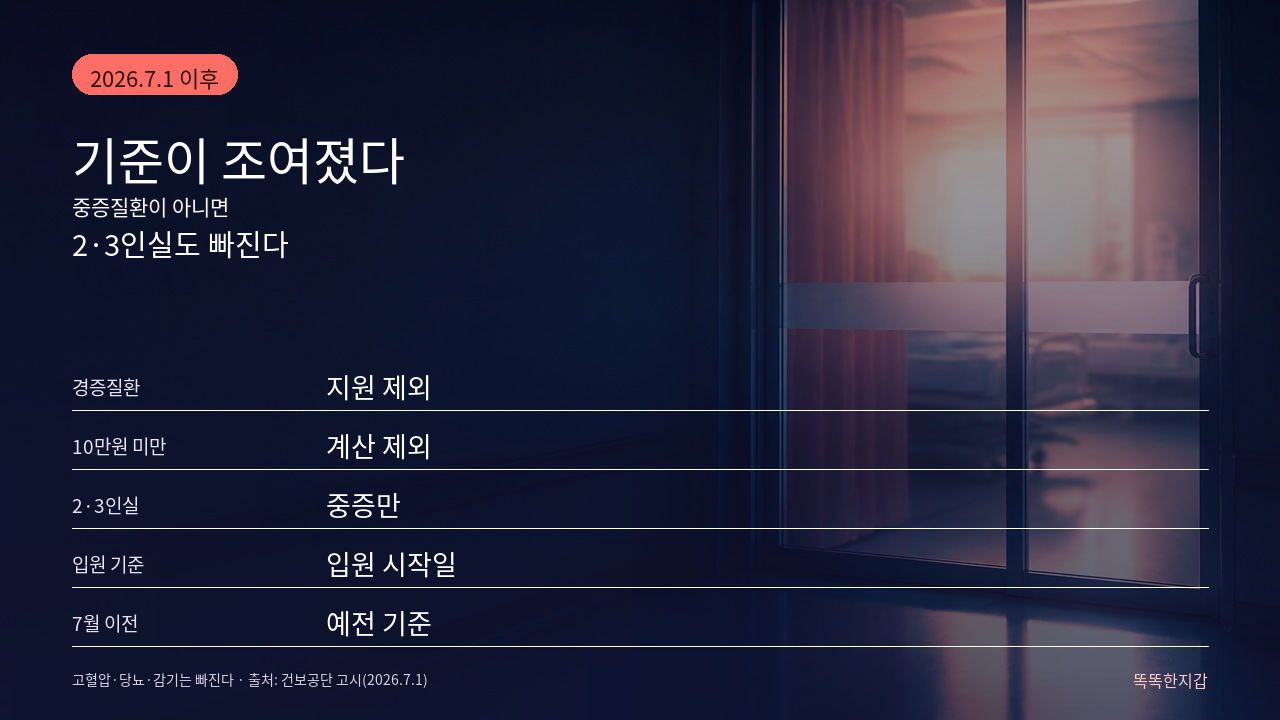 2026.7.1 이후
기준이 조여졌다
중증질환이 아니면
2·3인실도 빠진다
경증질환 지원 제외
10만원 미만 계산 제외
2·3인실 중증만
입원 기준 입원 시작일
7월 이전 예전 기준
고혈압·당뇨·감기는 빠진다 · 출처: 건보공단 고시(2026.7.1)
똑똑한지갑